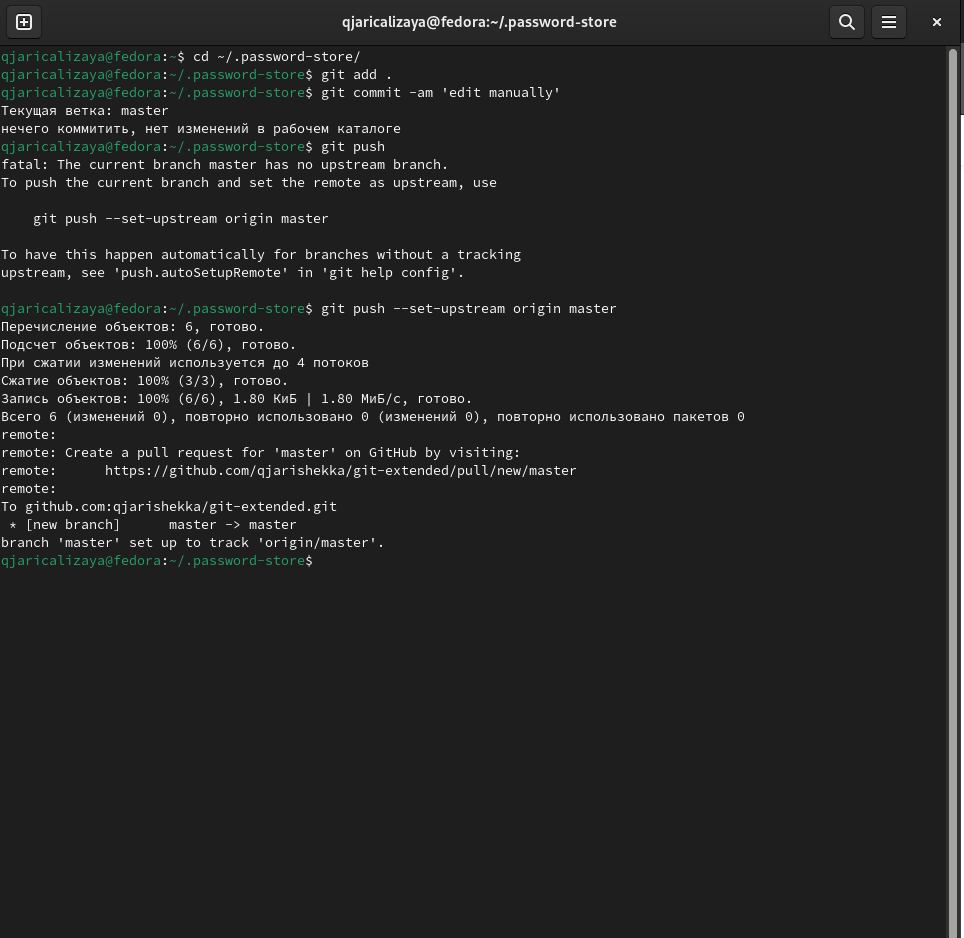 qjaricalizaya@fedora:~/.password-store
qjaricalizaya@fedora:~$ cd ~/.password-store/
qjaricalizaya@fedora:~/.password-store$ git add .
qjaricalizaya@fedora:~/.password-store$ git commit -am 'edit manually'
Текущая ветка: master
нечего коммитить, нет изменений в рабочем каталоге
qjaricalizaya@fedora:~/.password-store$ git push
fatal: The current branch master has no upstream branch.
To push the current branch and set the remote as upstream, use
    git push --set-upstream origin master
To have this happen automatically for branches without a tracking
upstream, see 'push.autoSetupRemote' in 'git help config'.
qjaricalizaya@fedora:~/.password-store$ git push --set-upstream origin master
Перечисление объектов: 6, готово.
Подсчет объектов: 100% (6/6), готово.
При сжатии изменений используется до 4 потоков
Сжатие объектов: 100% (3/3), готово.
Запись объектов: 100% (6/6), 1.80 КиБ | 1.80 МиБ/с, готово.
Всего 6 (изменений 0), повторно использовано 0 (изменений 0), повторно использовано пакетов 0
remote:
remote: Create a pull request for 'master' on GitHub by visiting:
remote:      https://github.com/qjarishekka/git-extended/pull/new/master
remote:
To github.com:qjarishekka/git-extended.git
 * [new branch]      master -> master
branch 'master' set up to track 'origin/master'.
qjaricalizaya@fedora:~/.password-store$